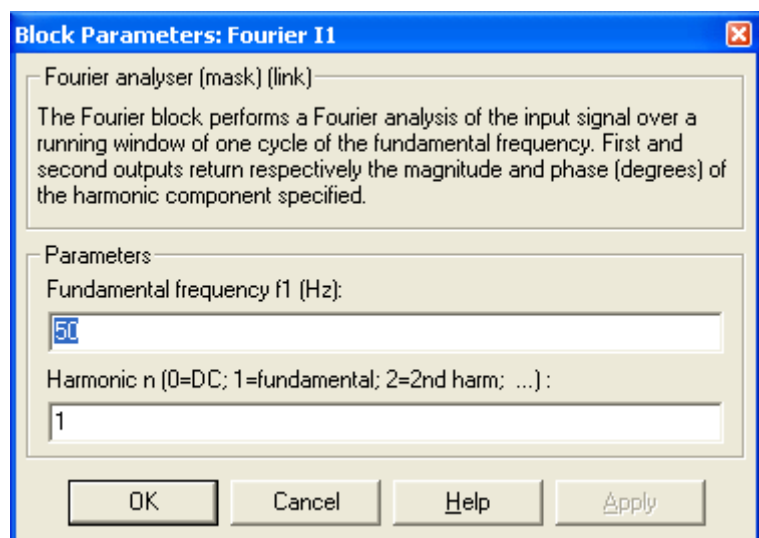 Block Parameters: Fourier I1
Fourier analyser (mask) (link)
The Fourier block performs a Fourier analysis of the input signal over a
running window of one cycle of the fundamental frequency. First and
second outputs return respectively the magnitude and phase (degrees) of
the harmonic component specified.
Parameters
Fundamental frequency f1 (Hz):
50
Harmonic n (0=DC; 1=fundamental; 2=2nd harm; ...) :
1
OK Cancel Help Apply